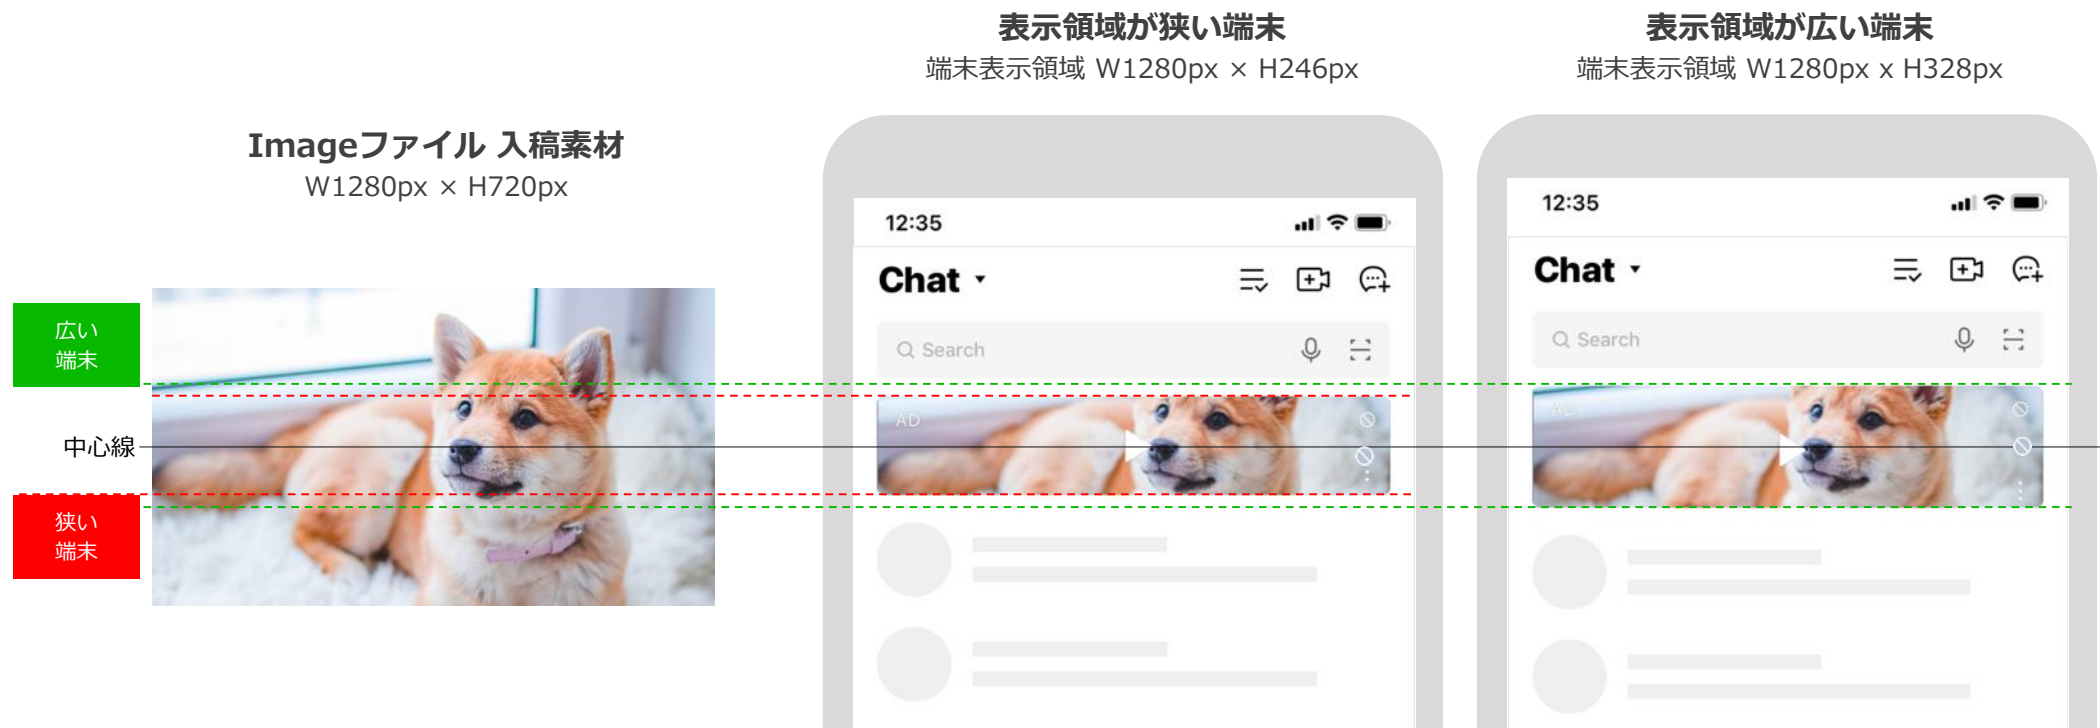 表示領域が狭い端末
端末表示領域 W1280px × H246px
表示領域が広い端末
端末表示領域 W1280px x H328px
Imageファイル 入稿素材
W1280px × H720px
広い
端末
中心線
狭い
端末
12:35
Chat
Search
AD
12:35
Chat
Search
AD